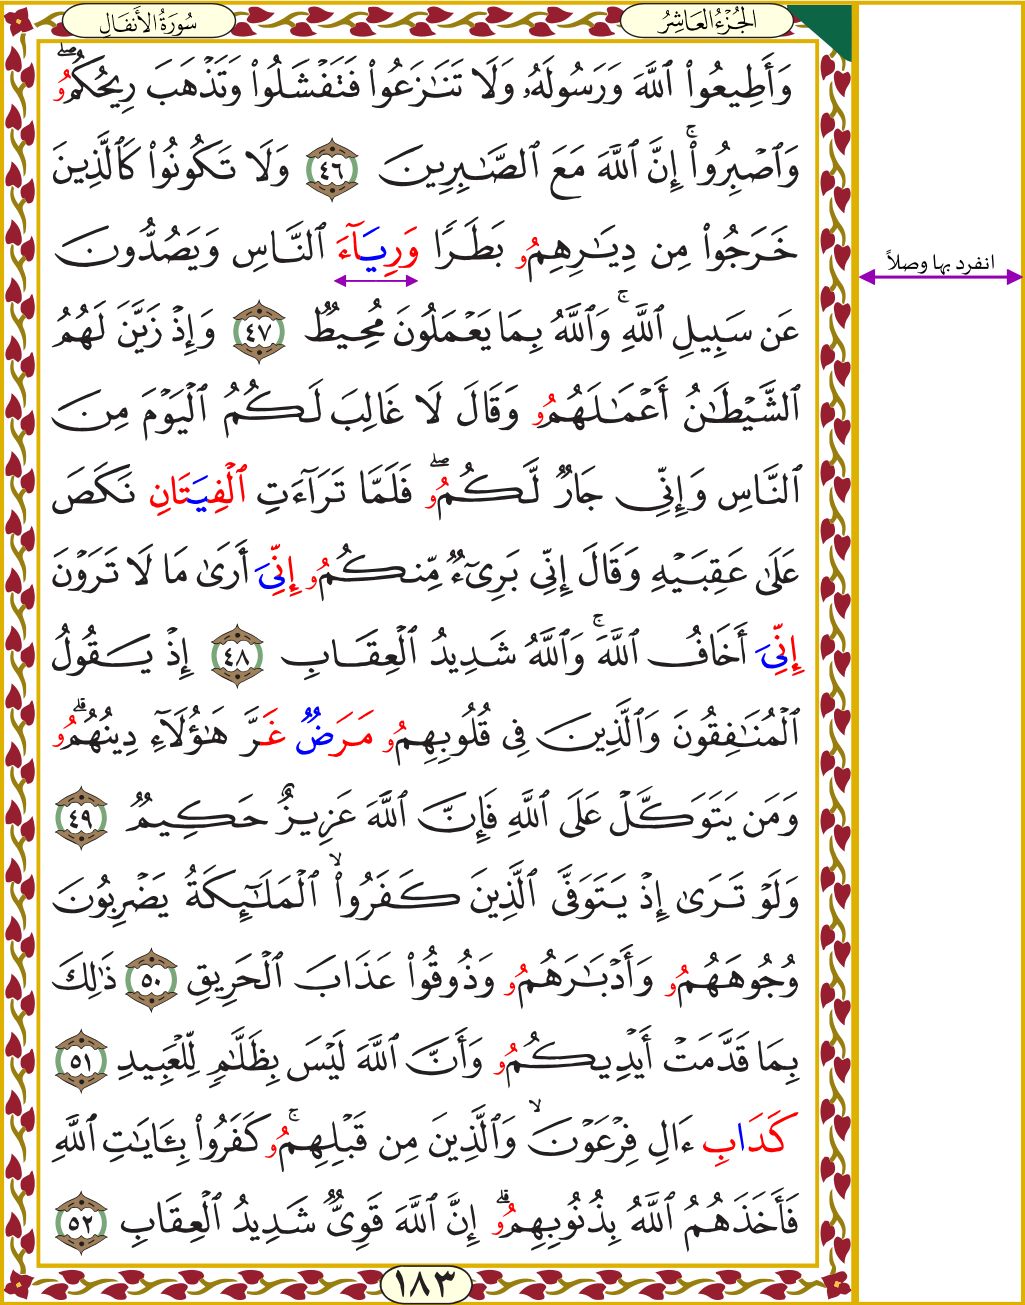 الجُزْءُ العَاشِرُ
سُورَةُ الأَنفَالِ
وَأَطِيعُواْ ٱللَّهَ وَرَسُولَهُۥ وَلَا تَنَٰزَعُواْ فَتَفْشَلُواْ وَتَذْهَبَ رِيحُكُمُۥۖ
وَٱصْبِرُوٓاْۚ إِنَّ ٱللَّهَ مَعَ ٱلصَّٰبِرِينَ ٤٦ وَلَا تَكُونُواْ كَٱلَّذِينَ
خَرَجُواْ مِن دِيَٰرِهِمُۥ بَطَرًا وَرِيَآءَ ٱلنَّاسِ وَيَصُدُّونَ
انفرد بها وصلاً
عَن سَبِيلِ ٱللَّهِۚ وَٱللَّهُ بِمَا يَعْمَلُونَ مُحِيطٌ ٤٧ وَإِذْ زَيَّنَ لَهُمُ
ٱلشَّيْطَٰنُ أَعْمَٰلَهُمُۥ وَقَالَ لَا غَالِبَ لَكُمُ ٱلْيَوْمَ مِنَ
ٱلنَّاسِ وَإِنِّي جَارٌ لَّكُمُۥۖ فَلَمَّا تَرَآءَتِ ٱلْفِيَتَانِ نَكَصَ
عَلَىٰ عَقِبَيْهِ وَقَالَ إِنِّي بَرِيٓءٌ مِّنكُمُۥ إِنِّيَ أَرَىٰ مَا لَا تَرَوْنَ
إِنِّيَ أَخَافُ ٱللَّهَۚ وَٱللَّهُ شَدِيدُ ٱلْعِقَابِ ٤٨ إِذْ يَقُولُ
ٱلْمُنَٰفِقُونَ وَٱلَّذِينَ فِي قُلُوبِهِمُۥ مَرَضٌ غَرَّ هَٰؤُلَآءِ دِينُهُمُۥۗ
وَمَن يَتَوَكَّلْ عَلَى ٱللَّهِ فَإِنَّ ٱللَّهَ عَزِيزٌ حَكِيمٌ ٤٩
وَلَوْ تَرَىٰ إِذْ يَتَوَفَّى ٱلَّذِينَ كَفَرُواْۙ ٱلْمَلَٰٓئِكَةُ يَضْرِبُونَ
وُجُوهَهُمُۥ وَأَدْبَٰرَهُمُۥ وَذُوقُواْ عَذَابَ ٱلْحَرِيقِ ٥٠ ذَٰلِكَ
بِمَا قَدَّمَتْ أَيْدِيكُمُۥ وَأَنَّ ٱللَّهَ لَيْسَ بِظَلَّٰمٍ لِّلْعَبِيدِ ٥١
كَدَابِ ءَالِ فِرْعَوْنَۙ وَٱلَّذِينَ مِن قَبْلِهِمُۥۚ كَفَرُواْ بِـَٔايَٰتِ ٱللَّهِ
فَأَخَذَهُمُ ٱللَّهُ بِذُنُوبِهِمُۥۗ إِنَّ ٱللَّهَ قَوِيٌّ شَدِيدُ ٱلْعِقَابِ ٥٢
١٨٣